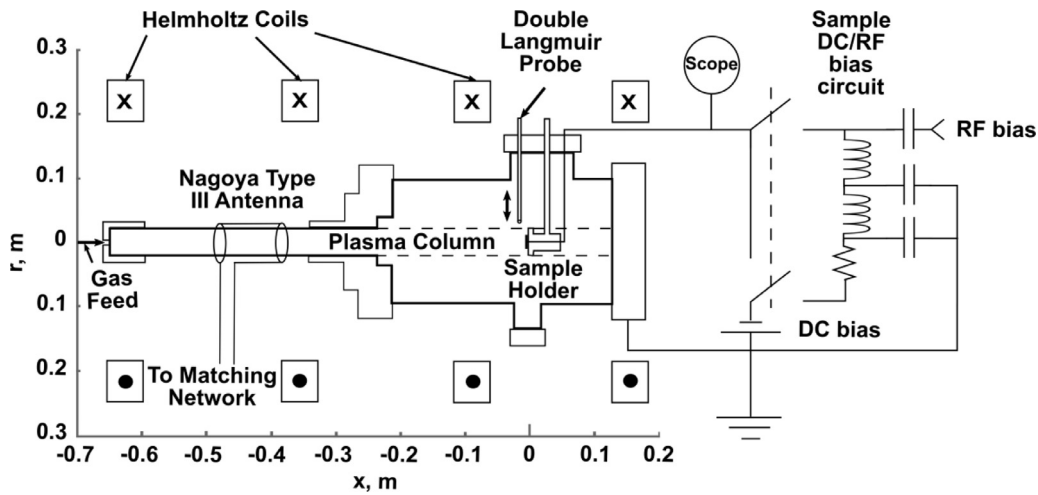 Helmholtz Coils
Double
Langmuir
Probe
Sample
DC/RF
bias
circuit
Scope
RF bias
0.3
0.2
0.1
0
0.1
0.2
0.3
r, m
X
X
X
X
Nagoya Type
III Antenna
Plasma Column
Gas
Feed
Sample
Holder
DC bias
To Matching
Network
-0.7
-0.6
-0.5
-0.4
-0.3
-0.2
-0.1
0
0.1
0.2
x, m